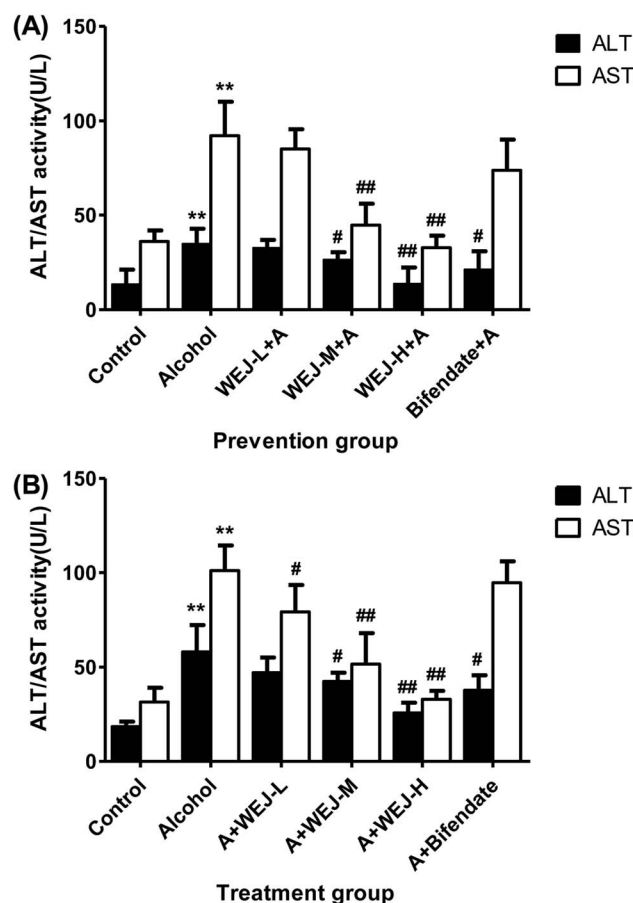 (A)
ALT/AST activity(U/L)
150
100
50
0
**
**
#
##
##
##
#
ALT
AST
Control
Alcohol
WEJ-L+A
WEJ-M+A
WEJ-H+A
Bifendate+A
Prevention group
(B)
ALT/AST activity(U/L)
150
100
50
0
**
**
#
#
##
##
##
#
ALT
AST
Control
Alcohol
A+WEJ-L
A+WEJ-M
A+WEJ-H
A+Bifendate
Treatment group